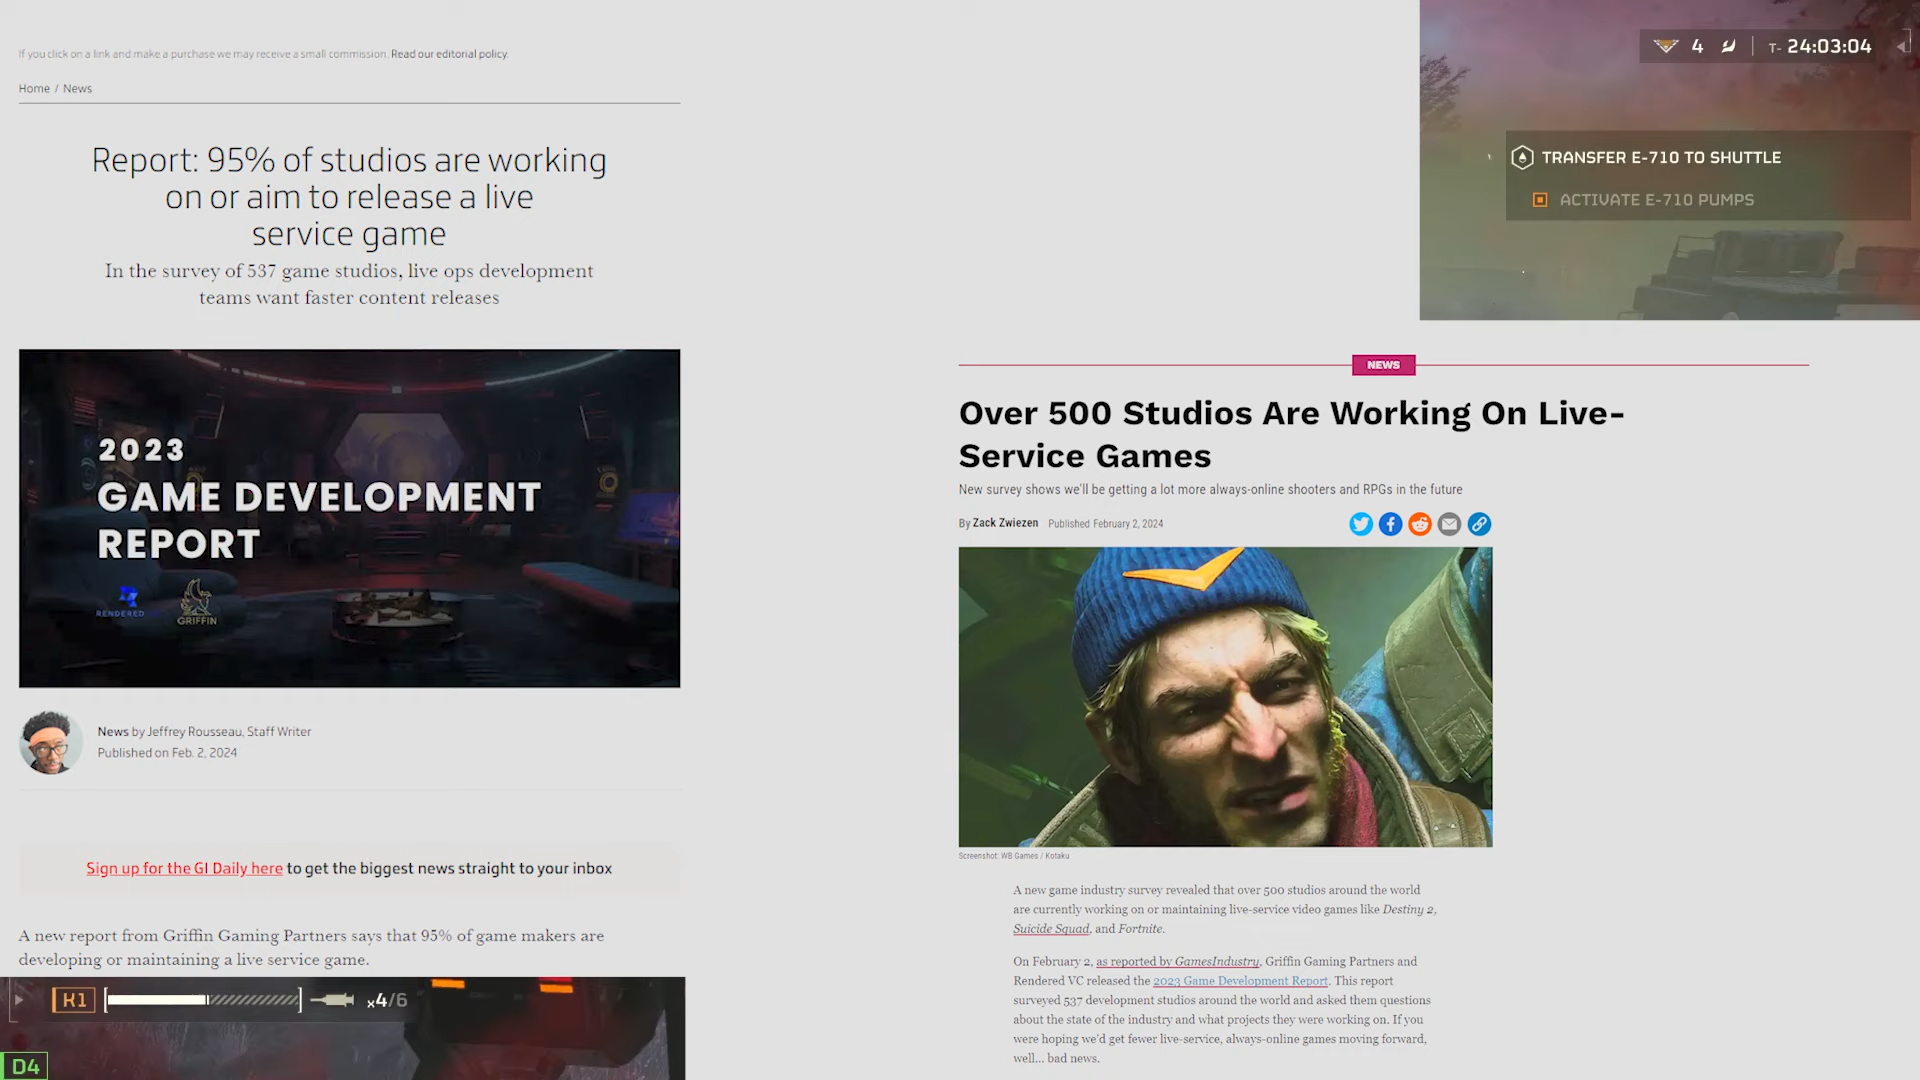 If you click on a link and make a purchase we may receive a small commission. Read our editorial policy.
Home / News
Report: 95% of studios are working
on or aim to release a live
service game
In the survey of 537 game studios, live ops development
teams want faster content releases
2023
GAME DEVELOPMENT
REPORT
RENDERED
GRIFFIN
News by Jeffrey Rousseau, Staff Writer
Published on Feb. 2, 2024
Sign up for the GI Daily here to get the biggest news straight to your inbox
A new report from Griffin Gaming Partners says that 95% of game makers are
developing or maintaining a live service game.
K1
x4/6
D4
4
T- 24:03:04
TRANSFER E-710 TO SHUTTLE
ACTIVATE E-710 PUMPS
NEWS
Over 500 Studios Are Working On Live-
Service Games
New survey shows we'll be getting a lot more always-online shooters and RPGs in the future
By Zack Zwiezen Published February 2, 2024
Screenshot: WB Games / Kotaku
A new game industry survey revealed that over 500 studios around the world
are currently working on or maintaining live-service video games like Destiny 2,
Suicide Squad, and Fortnite.
On February 2, as reported by GamesIndustry, Griffin Gaming Partners and
Rendered VC released the 2023 Game Development Report. This report
surveyed 537 development studios around the world and asked them questions
about the state of the industry and what projects they were working on. If you
were hoping we'd get fewer live-service, always-online games moving forward,
well... bad news.